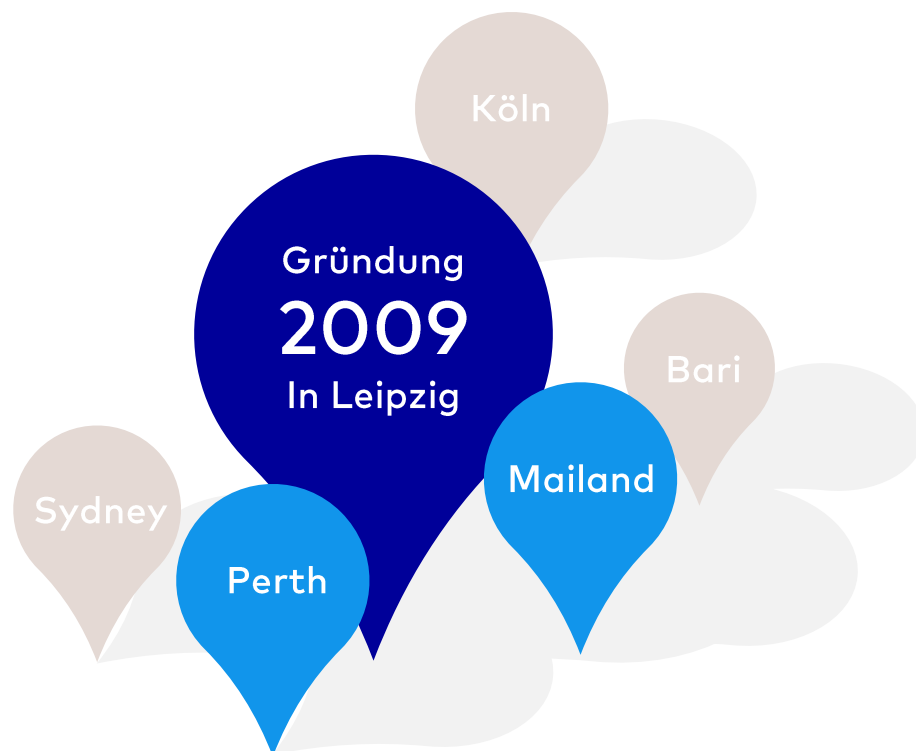 Köln
Gründung
2009
In Leipzig
Bari
Mailand
Sydney
Perth